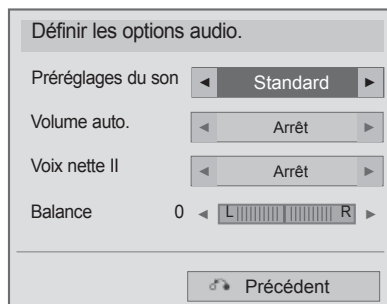 Définir les options audio.
Préréglages du son ◄ Standard ►
Volume auto. ◄ Arrêt ►
Voix nette II ◄ Arrêt ►
Balance 0 ◄ L R ►
Précédent